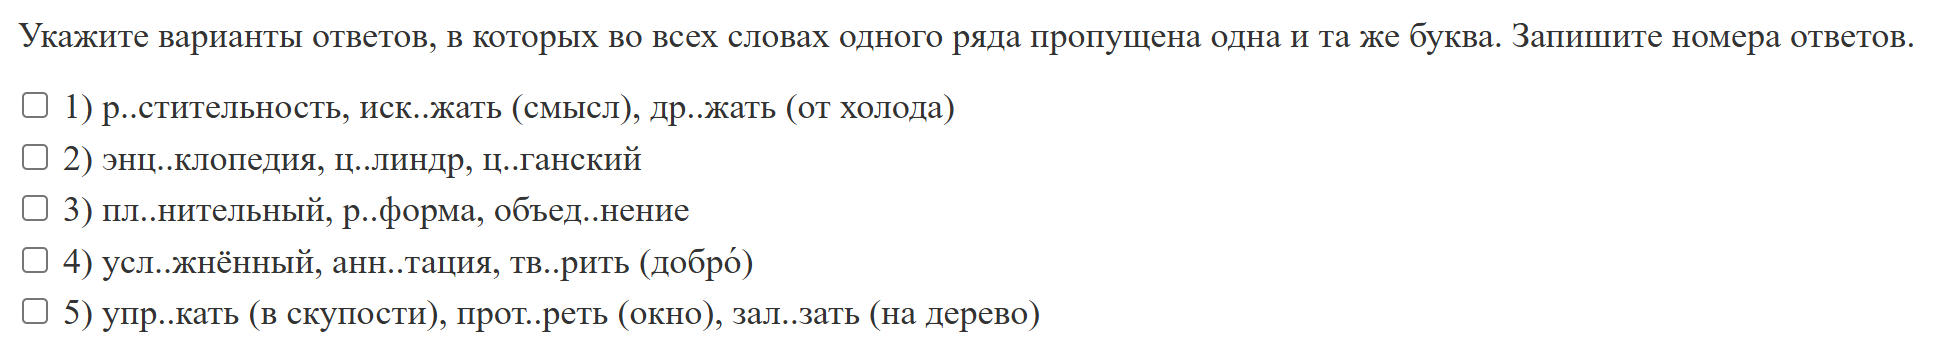 Укажите варианты ответов, в которых во всех словах одного ряда пропущена одна и та же буква. Запишите номера ответов.
1) р..стительность, иск..жать (смысл), др..жать (от холода)
2) энц..клопедия, ц..линдр, ц..ганский
3) пл..нительный, р..форма, объед..нение
4) усл..жнённый, анн..тация, тв..рить (добро́)
5) упр..кать (в скупости), прот..реть (окно), зал..зать (на дерево)